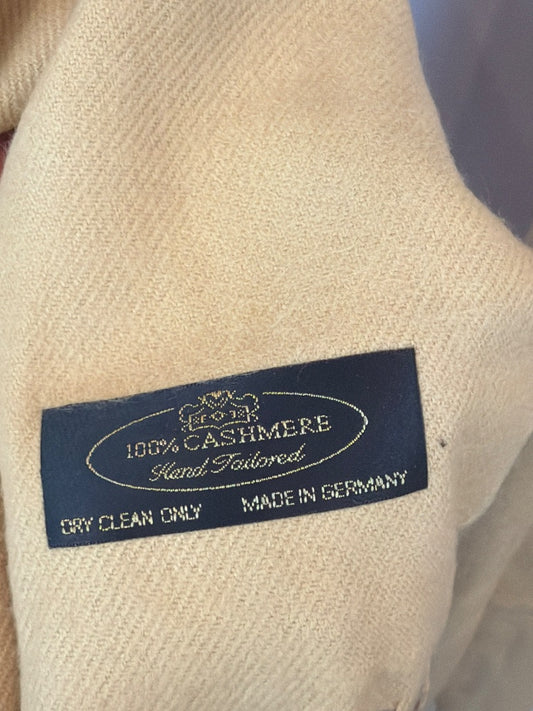 100% CASHMERE
Hand Tailored
DRY CLEAN ONLY MADE IN GERMANY